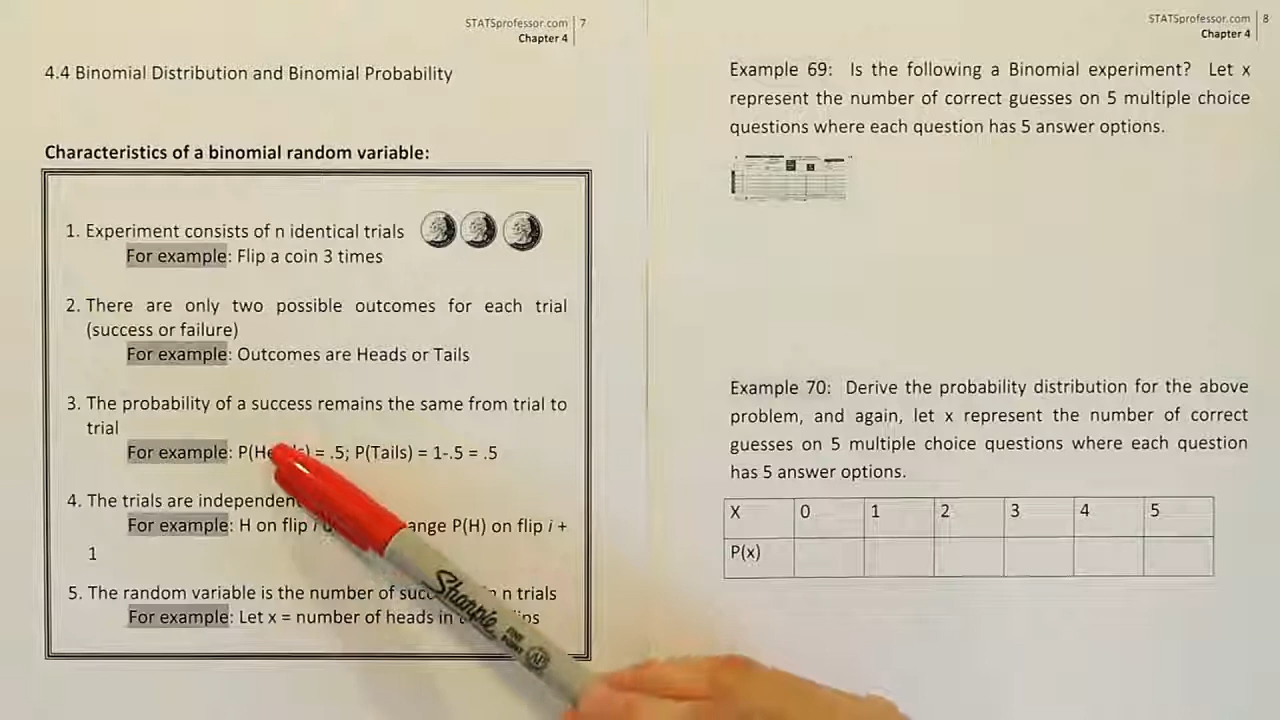 STATSprofessor.com 7
Chapter 4
4.4 Binomial Distribution and Binomial Probability
Characteristics of a binomial random variable:
1. Experiment consists of n identical trials
For example: Flip a coin 3 times
2. There are only two possible outcomes for each trial
(success or failure)
For example: Outcomes are Heads or Tails
3. The probability of a success remains the same from trial to
trial
For example: = .5; P(Tails) = 1-.5 = .5
4. The trials are
For example: H on flip i P(H) on flip i +
1
5. The random variable is the number of n trials
For example: Let x = number of heads in
Sharpie
STATSprofessor.com 8
Chapter 4
Example 69: Is the following a Binomial experiment? Let x
represent the number of correct guesses on 5 multiple choice
questions where each question has 5 answer options.
Example 70: Derive the probability distribution for the above
problem, and again, let x represent the number of correct
guesses on 5 multiple choice questions where each question
has 5 answer options.
X 0 1 2 3 4 5
P(x)